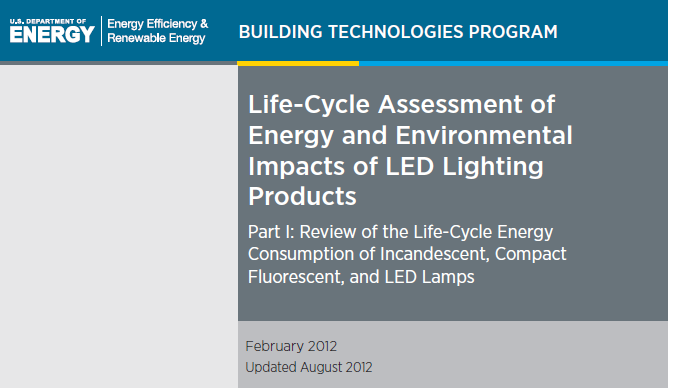 U.S. DEPARTMENT OF
ENERGY
Energy Efficiency &
Renewable Energy
BUILDING TECHNOLOGIES PROGRAM
Life-Cycle Assessment of
Energy and Environmental
Impacts of LED Lighting
Products
Part I: Review of the Life-Cycle Energy
Consumption of Incandescent, Compact
Fluorescent, and LED Lamps
February 2012
Updated August 2012